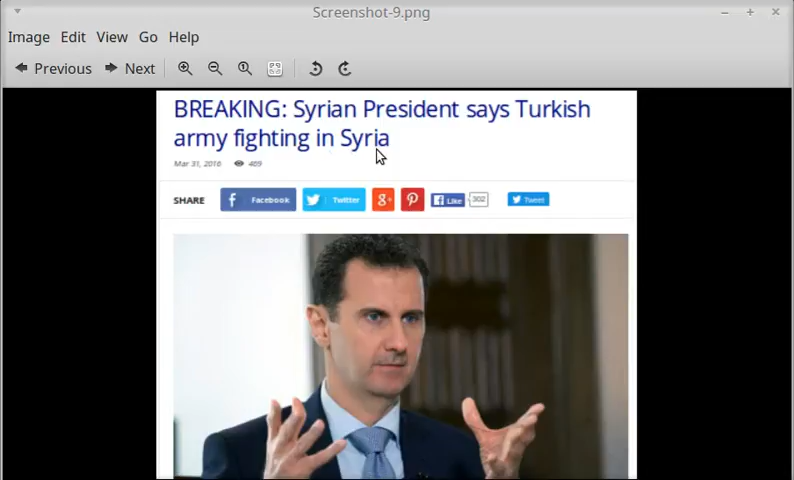 Screenshot-9.png
Image Edit View Go Help
Previous Next
BREAKING: Syrian President says Turkish
army fighting in Syria
Mar 31, 2016 469
SHARE Facebook Twitter g+ Like 302 Tweet